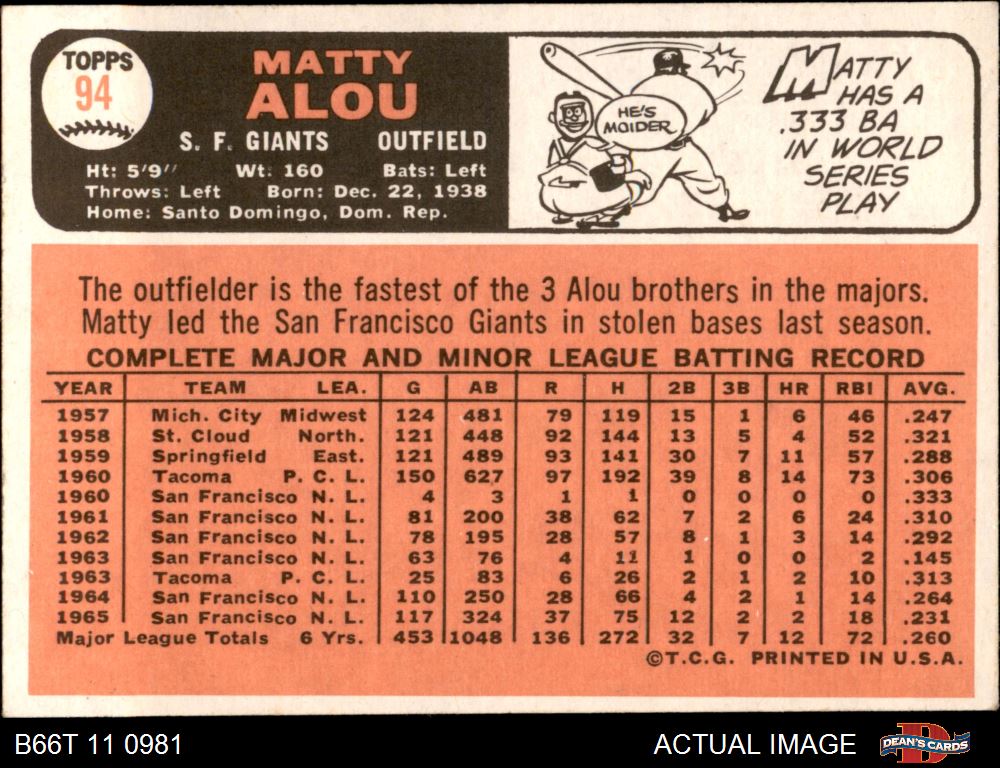 TOPPS
94
MATTY
ALOU
S. F. GIANTS OUTFIELD
Ht: 5'9" Wt: 160 Bats: Left
Throws: Left Born: Dec. 22, 1938
Home: Santo Domingo, Dom. Rep.
HE'S
MOIDER
MATTY
HAS A
.333 BA
IN WORLD
SERIES
PLAY
The outfielder is the fastest of the 3 Alou brothers in the majors.
Matty led the San Francisco Giants in stolen bases last season.
COMPLETE MAJOR AND MINOR LEAGUE BATTING RECORD
YEAR TEAM LEA. G AB R H 2B 3B HR RBI AVG.
1957 Mich. City Midwest 124 481 79 119 15 1 6 46 .247
1958 St. Cloud North. 121 448 92 144 13 5 4 52 .321
1959 Springfield East. 121 489 93 141 30 7 11 57 .288
1960 Tacoma P. C. L. 150 627 97 192 39 8 14 73 .306
1960 San Francisco N. L. 4 3 1 1 0 0 0 0 .333
1961 San Francisco N. L. 81 200 38 62 7 2 6 24 .310
1962 San Francisco N. L. 78 195 28 57 8 1 3 14 .292
1963 San Francisco N. L. 63 76 4 11 1 0 0 2 .145
1963 Tacoma P. C. L. 25 83 6 26 2 1 2 10 .313
1964 San Francisco N. L. 110 250 28 66 4 2 1 14 .264
1965 San Francisco N. L. 117 324 37 75 12 2 2 18 .231
Major League Totals 6 Yrs. 453 1048 136 272 32 7 12 72 .260
©T.C.G. PRINTED IN U.S.A.
B66T 11 0981
ACTUAL IMAGE
DEAN'S CARDS